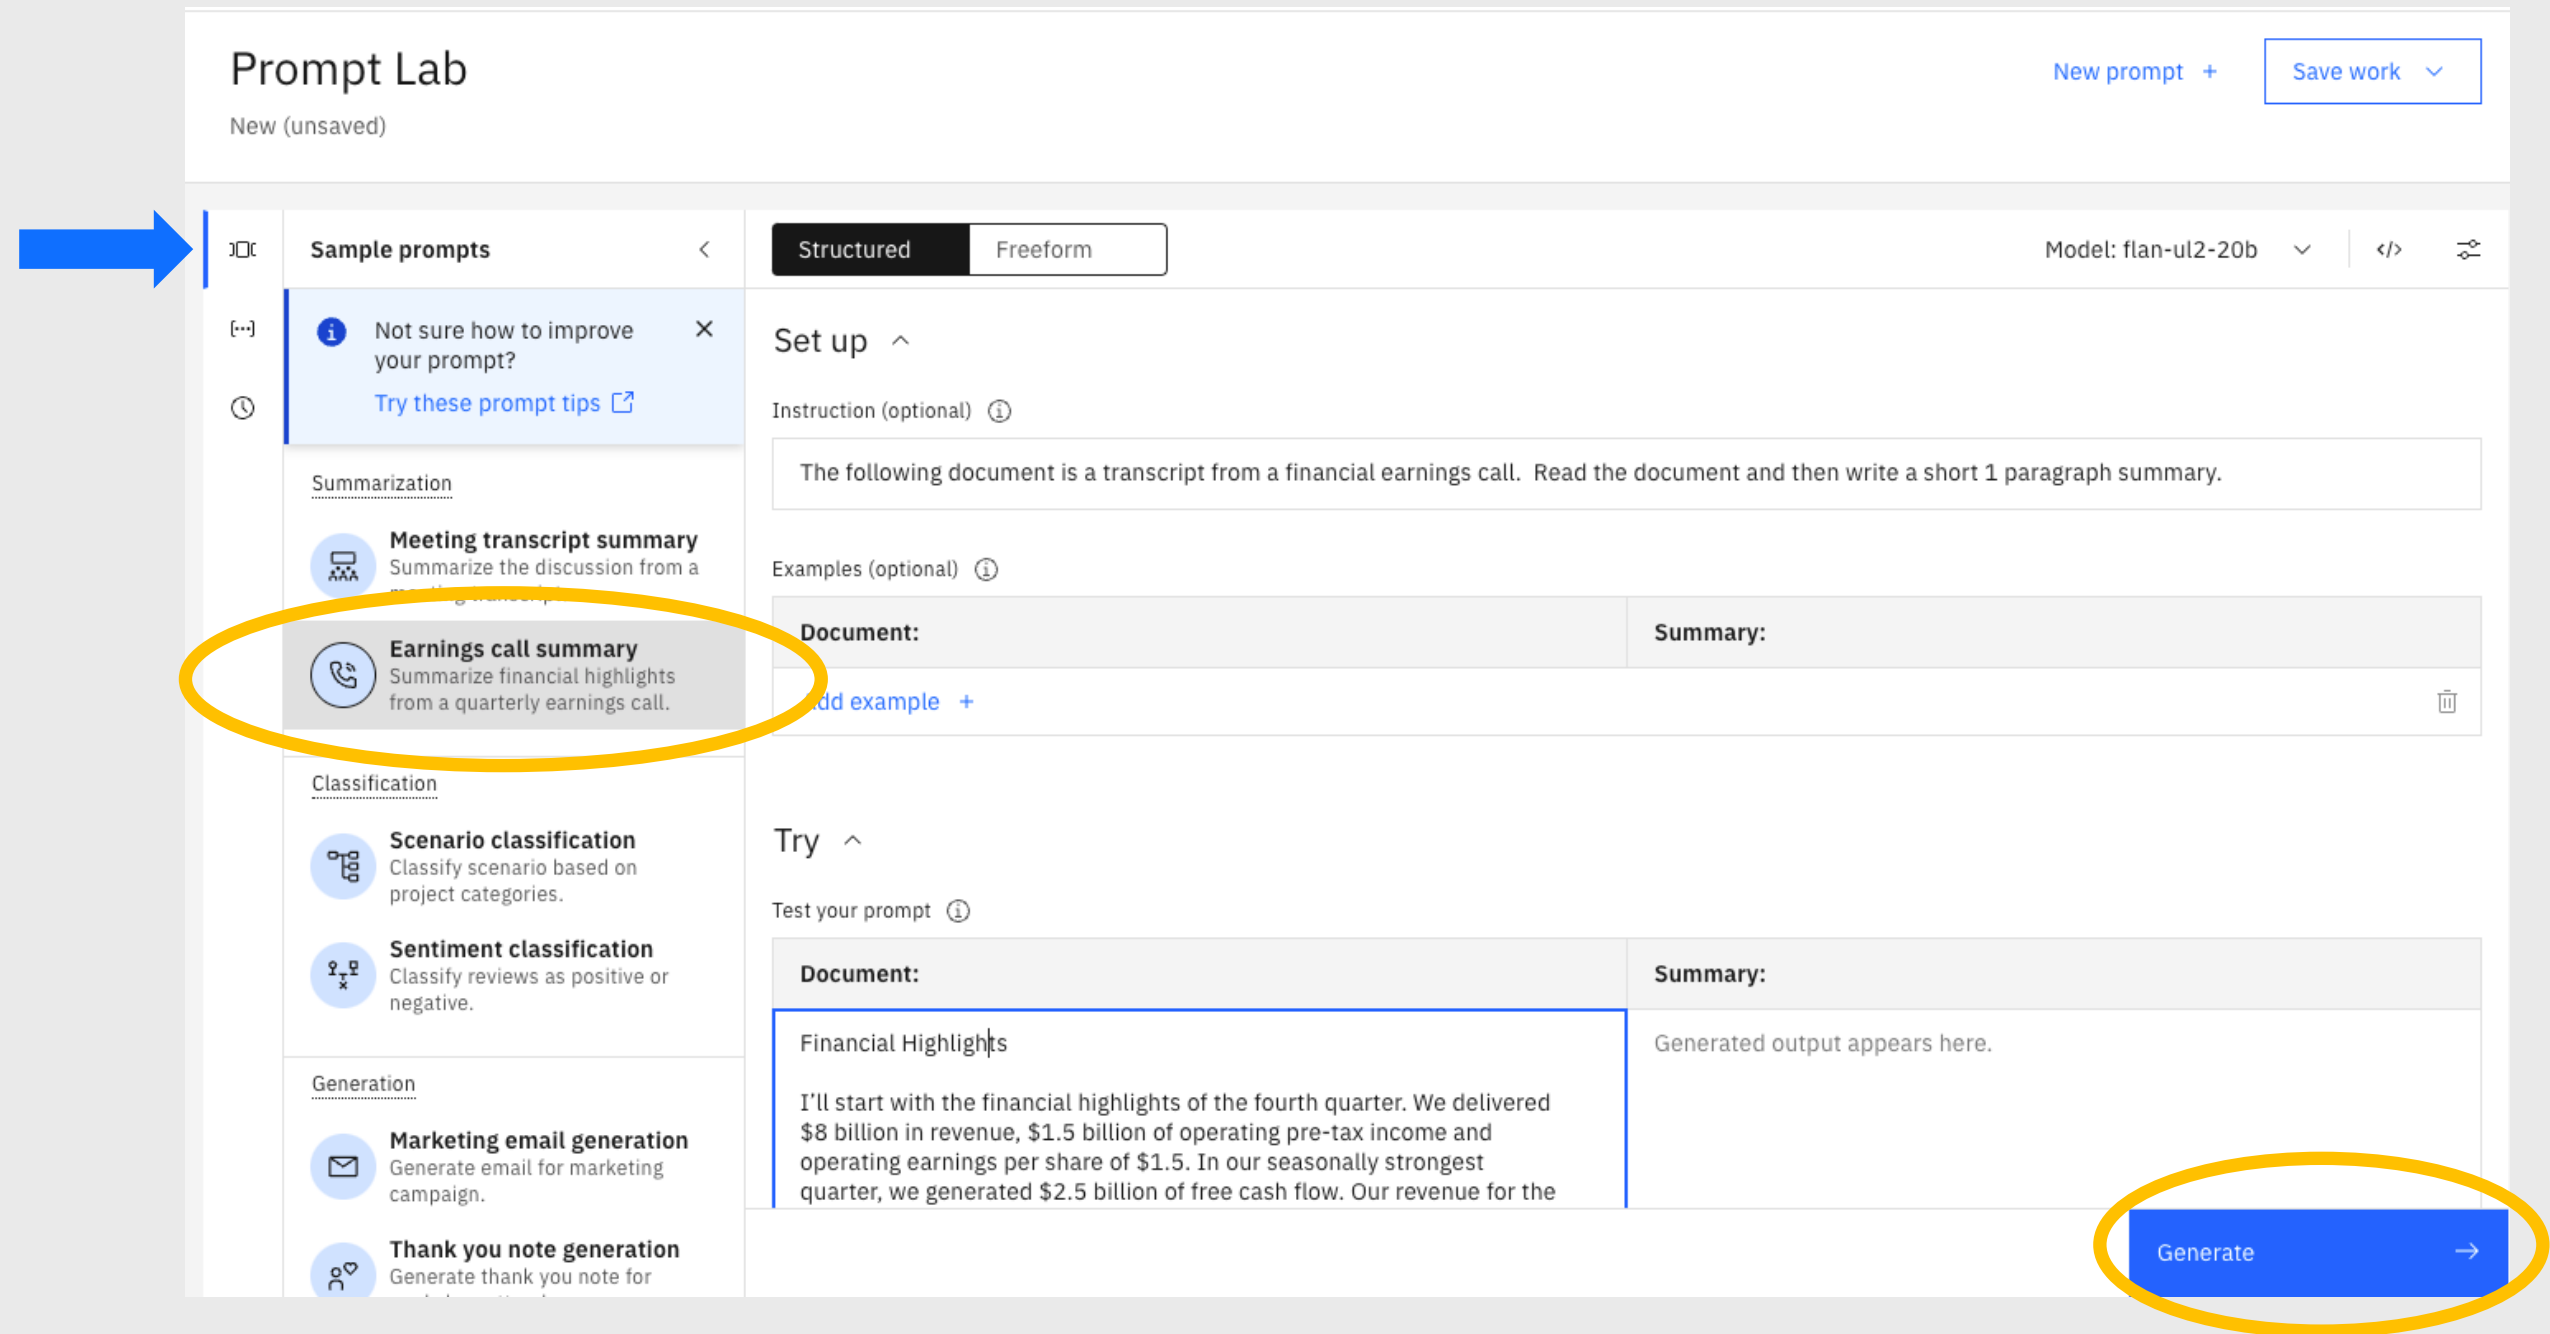 Prompt Lab
New (unsaved)
New prompt +
Save work
Sample prompts
Not sure how to improve
your prompt?
Try these prompt tips
Summarization
Meeting transcript summary
Summarize the discussion from a
Earnings call summary
Summarize financial highlights
from a quarterly earnings call.
Classification
Scenario classification
Classify scenario based on
project categories.
Sentiment classification
Classify reviews as positive or
negative.
Generation
Marketing email generation
Generate email for marketing
campaign.
Thank you note generation
Generate thank you note for
Structured
Freeform
Model: flan-ul2-20b
</>
Set up
Instruction (optional)
The following document is a transcript from a financial earnings call.  Read the document and then write a short 1 paragraph summary.
Examples (optional)
Document:
Summary:
Add example +
Try
Test your prompt
Document:
Summary:
Financial Highlights
I'll start with the financial highlights of the fourth quarter. We delivered
$8 billion in revenue, $1.5 billion of operating pre-tax income and
operating earnings per share of $1.5. In our seasonally strongest
quarter, we generated $2.5 billion of free cash flow. Our revenue for the
Generated output appears here.
Generate